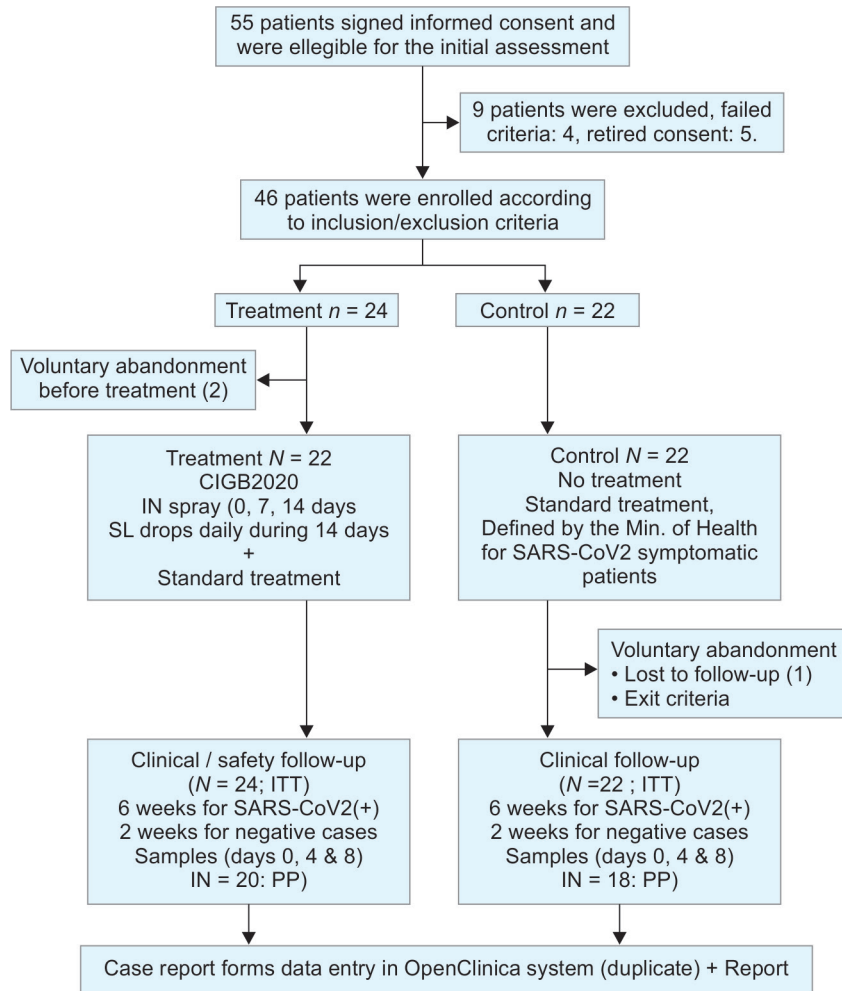 55 patients signed informed consent and
were ellegible for the initial assessment
9 patients were excluded, failed
criteria: 4, retired consent: 5.
46 patients were enrolled according
to inclusion/exclusion criteria
Treatment n = 24
Control n = 22
Voluntary abandonment
before treatment (2)
Treatment N = 22
CIGB2020
IN spray (0, 7, 14 days
SL drops daily during 14 days
+
Standard treatment
Control N = 22
No treatment
Standard treatment,
Defined by the Min. of Health
for SARS-CoV2 symptomatic
patients
Voluntary abandonment
• Lost to follow-up (1)
• Exit criteria
Clinical / safety follow-up
(N = 24; ITT)
6 weeks for SARS-CoV2(+)
2 weeks for negative cases
Samples (days 0, 4 & 8)
IN = 20: PP)
Clinical follow-up
(N =22 ; ITT)
6 weeks for SARS-CoV2(+)
2 weeks for negative cases
Samples (days 0, 4 & 8)
IN = 18: PP)
Case report forms data entry in OpenClinica system (duplicate) + Report